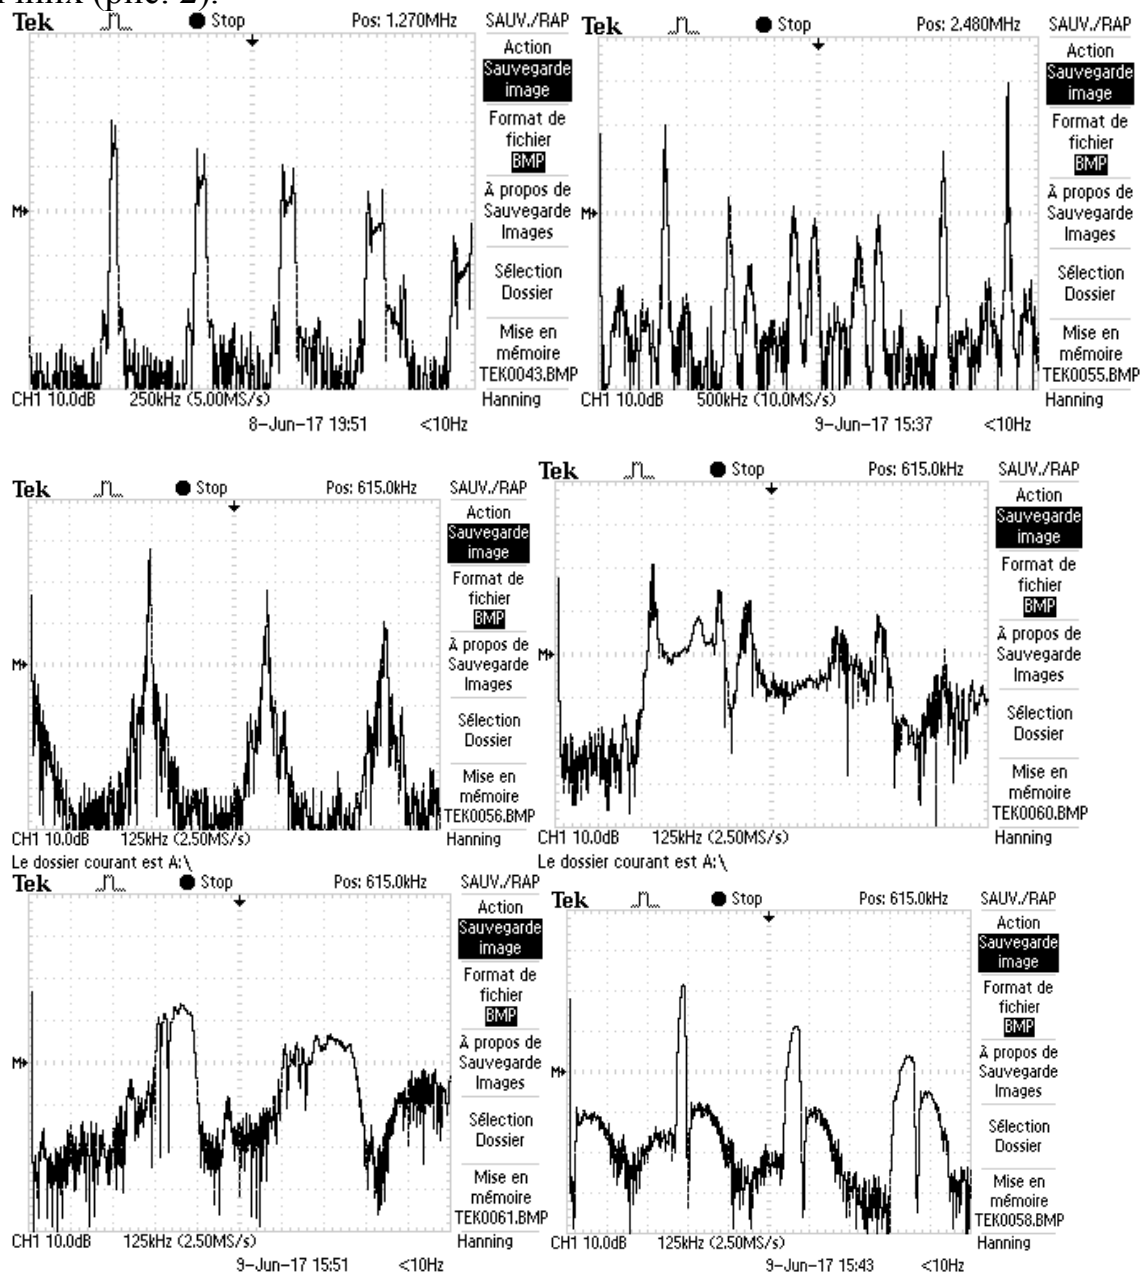 (рис. 2).
Tek Stop Pos: 1.270MHz SAUV./RAP
Action
Sauvegarde
image
Format de
fichier
BMP
À propos de
Sauvegarde
Images
Sélection
Dossier
Mise en
mémoire
TEK0043.BMP
M
CH1 10.0dB 250kHz (5.00MS/s) Hanning
8-Jun-17 19:51 <10Hz
Tek Stop Pos: 2.480MHz SAUV./RAP
Action
Sauvegarde
image
Format de
fichier
BMP
À propos de
Sauvegarde
Images
Sélection
Dossier
Mise en
mémoire
TEK0055.BMP
M
CH1 10.0dB 500kHz (10.0MS/s) Hanning
9-Jun-17 15:37 <10Hz
Tek Stop Pos: 615.0kHz SAUV./RAP
Action
Sauvegarde
image
Format de
fichier
BMP
À propos de
Sauvegarde
Images
Sélection
Dossier
Mise en
mémoire
TEK0056.BMP
M
CH1 10.0dB 125kHz (2.50MS/s) Hanning
Le dossier courant est A:\
Tek Stop Pos: 615.0kHz SAUV./RAP
Action
Sauvegarde
image
Format de
fichier
BMP
À propos de
Sauvegarde
Images
Sélection
Dossier
Mise en
mémoire
TEK0060.BMP
M
CH1 10.0dB 125kHz (2.50MS/s) Hanning
Le dossier courant est A:\
Tek Stop Pos: 615.0kHz SAUV./RAP
Action
Sauvegarde
image
Format de
fichier
BMP
À propos de
Sauvegarde
Images
Sélection
Dossier
Mise en
mémoire
TEK0061.BMP
M
CH1 10.0dB 125kHz (2.50MS/s) Hanning
9-Jun-17 15:51 <10Hz
Tek Stop Pos: 615.0kHz SAUV./RAP
Action
Sauvegarde
image
Format de
fichier
BMP
À propos de
Sauvegarde
Images
Sélection
Dossier
Mise en
mémoire
TEK0058.BMP
M
CH1 10.0dB 125kHz (2.50MS/s) Hanning
9-Jun-17 15:43 <10Hz